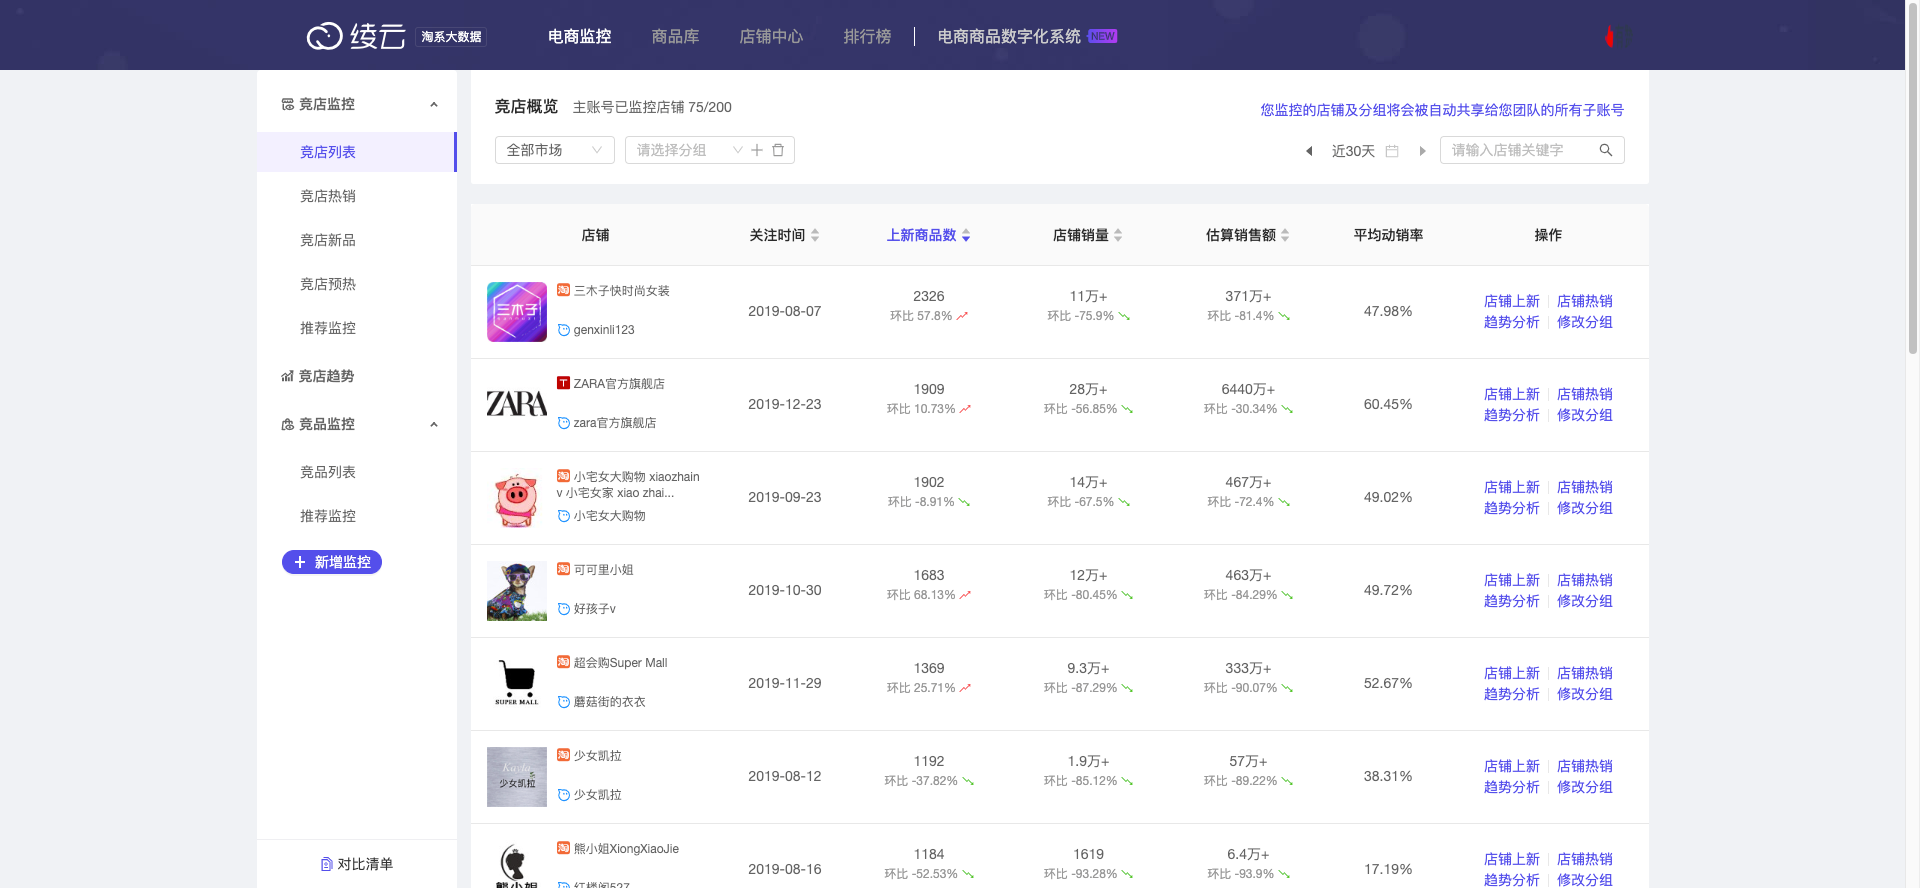 绫云 淘系大数据 电商监控 商品库 店铺中心 排行榜 电商商品数字化系统 NEW
竞店监控
竞店列表
竞店热销
竞店新品
竞店预热
推荐监控
竞店趋势
竞品监控
竞品列表
推荐监控
新增监控
对比清单
竞店概览 主账号已监控店铺 75/200
您监控的店铺及分组将会被自动共享给您团队的所有子账号
全部市场 请选择分组 近30天 请输入店铺关键字
店铺 关注时间 上新商品数 店铺销量 估算销售额 平均动销率 操作
三木子
淘 三木子快时尚女装
genxinli123
2019-08-07
2326
环比 57.8%
11万+
环比 -75.9%
371万+
环比 -81.4%
47.98%
店铺上新 店铺热销
趋势分析 修改分组
ZARA
T ZARA官方旗舰店
zara官方旗舰店
2019-12-23
1909
环比 10.73%
28万+
环比 -56.85%
6440万+
环比 -30.34%
60.45%
店铺上新 店铺热销
趋势分析 修改分组
淘 小宅女大购物 xiaozhain
v 小宅女家 xiao zhai...
小宅女大购物
2019-09-23
1902
环比 -8.91%
14万+
环比 -67.5%
467万+
环比 -72.4%
49.02%
店铺上新 店铺热销
趋势分析 修改分组
淘 可可里小姐
好孩子v
2019-10-30
1683
环比 68.13%
12万+
环比 -80.45%
463万+
环比 -84.29%
49.72%
店铺上新 店铺热销
趋势分析 修改分组
SUPER MALL
淘 超会购Super Mall
蘑菇街的衣衣
2019-11-29
1369
环比 25.71%
9.3万+
环比 -87.29%
333万+
环比 -90.07%
52.67%
店铺上新 店铺热销
趋势分析 修改分组
Kayla
少女凯拉
淘 少女凯拉
少女凯拉
2019-08-12
1192
环比 -37.82%
1.9万+
环比 -85.12%
57万+
环比 -89.22%
38.31%
店铺上新 店铺热销
趋势分析 修改分组
熊小姐
淘 熊小姐XiongXiaoJie
红楼阁527
2019-08-16
1184
环比 -52.53%
1619
环比 -93.28%
6.4万+
环比 -93.9%
17.19%
店铺上新 店铺热销
趋势分析 修改分组